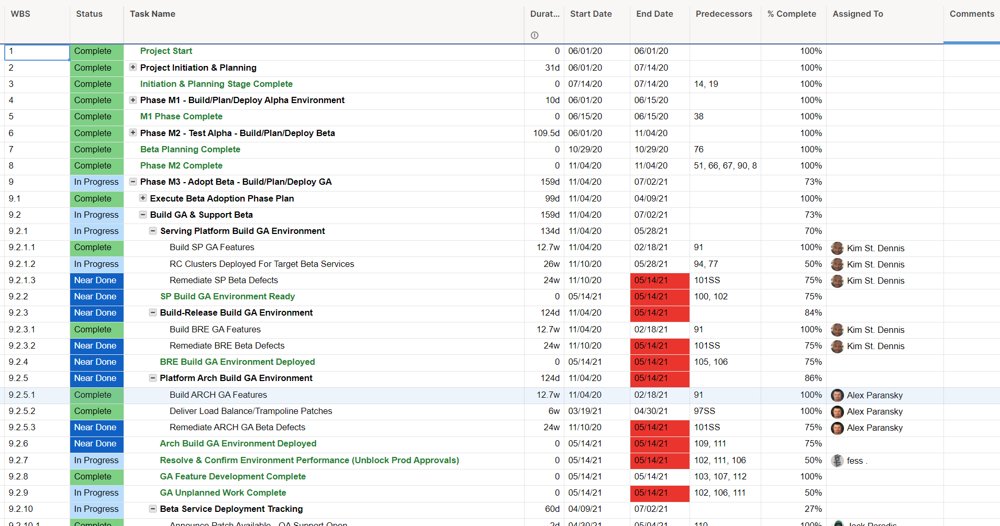 WBS Status Task Name Durat... Start Date End Date Predecessors % Complete Assigned To Comments
1 Complete Project Start 0 06/01/20 06/01/20 100%
2 Complete Project Initiation & Planning 31d 06/01/20 07/14/20 100%
3 Complete Initiation & Planning Stage Complete 0 07/14/20 07/14/20 14, 19 100%
4 Complete Phase M1 - Build/Plan/Deploy Alpha Environment 10d 06/01/20 06/15/20 100%
5 Complete M1 Phase Complete 0 06/15/20 06/15/20 38 100%
6 Complete Phase M2 - Test Alpha - Build/Plan/Deploy Beta 109.5d 06/01/20 11/04/20 100%
7 Complete Beta Planning Complete 0 10/29/20 10/29/20 76 100%
8 Complete Phase M2 Complete 0 11/04/20 11/04/20 51, 66, 67, 90, 8 100%
9 In Progress Phase M3 - Adopt Beta - Build/Plan/Deploy GA 159d 11/04/20 07/02/21 73%
9.1 Complete Execute Beta Adoption Phase Plan 99d 11/04/20 04/09/21 100%
9.2 In Progress Build GA & Support Beta 159d 11/04/20 07/02/21 73%
9.2.1 In Progress Serving Platform Build GA Environment 134d 11/04/20 05/28/21 70%
9.2.1.1 Complete Build SP GA Features 12.7w 11/04/20 02/18/21 91 100% Kim St. Dennis
9.2.1.2 In Progress RC Clusters Deployed For Target Beta Services 26w 11/10/20 05/28/21 94, 77 50% Kim St. Dennis
9.2.1.3 Near Done Remediate SP Beta Defects 24w 11/10/20 05/14/21 101SS 75% Kim St. Dennis
9.2.2 Near Done SP Build GA Environment Ready 0 05/14/21 05/14/21 100, 102 75%
9.2.3 Near Done Build-Release Build GA Environment 124d 11/04/20 05/14/21 84%
9.2.3.1 Complete Build BRE GA Features 12.7w 11/04/20 02/18/21 91 100% Kim St. Dennis
9.2.3.2 Near Done Remediate BRE Beta Defects 24w 11/10/20 05/14/21 101SS 75% Kim St. Dennis
9.2.4 Near Done BRE Build GA Environment Deployed 0 05/14/21 05/14/21 105, 106 75%
9.2.5 Near Done Platform Arch Build GA Environment 124d 11/04/20 05/14/21 86%
9.2.5.1 Complete Build ARCH GA Features 12.7w 11/04/20 02/18/21 91 100% Alex Paransky
9.2.5.2 Complete Deliver Load Balance/Trampoline Patches 6w 03/19/21 04/30/21 97SS 100% Alex Paransky
9.2.5.3 Near Done Remediate ARCH GA Beta Defects 24w 11/10/20 05/14/21 101SS 75% Alex Paransky
9.2.6 Near Done Arch Build GA Environment Deployed 0 05/14/21 05/14/21 109, 111 75%
9.2.7 In Progress Resolve & Confirm Environment Performance (Unblock Prod Approvals) 0 05/14/21 05/14/21 102, 111, 106 50% fess .
9.2.8 Complete GA Feature Development Complete 0 05/14/21 05/14/21 103, 107, 112 100%
9.2.9 In Progress GA Unplanned Work Complete 0 05/14/21 05/14/21 102, 106, 111 50%
9.2.10 In Progress Beta Service Deployment Tracking 60d 04/09/21 07/02/21 27%
9.2.10.1 Complete Announce Patch Available - QA Support Open 2d 04/30/21 05/04/21 110 100%